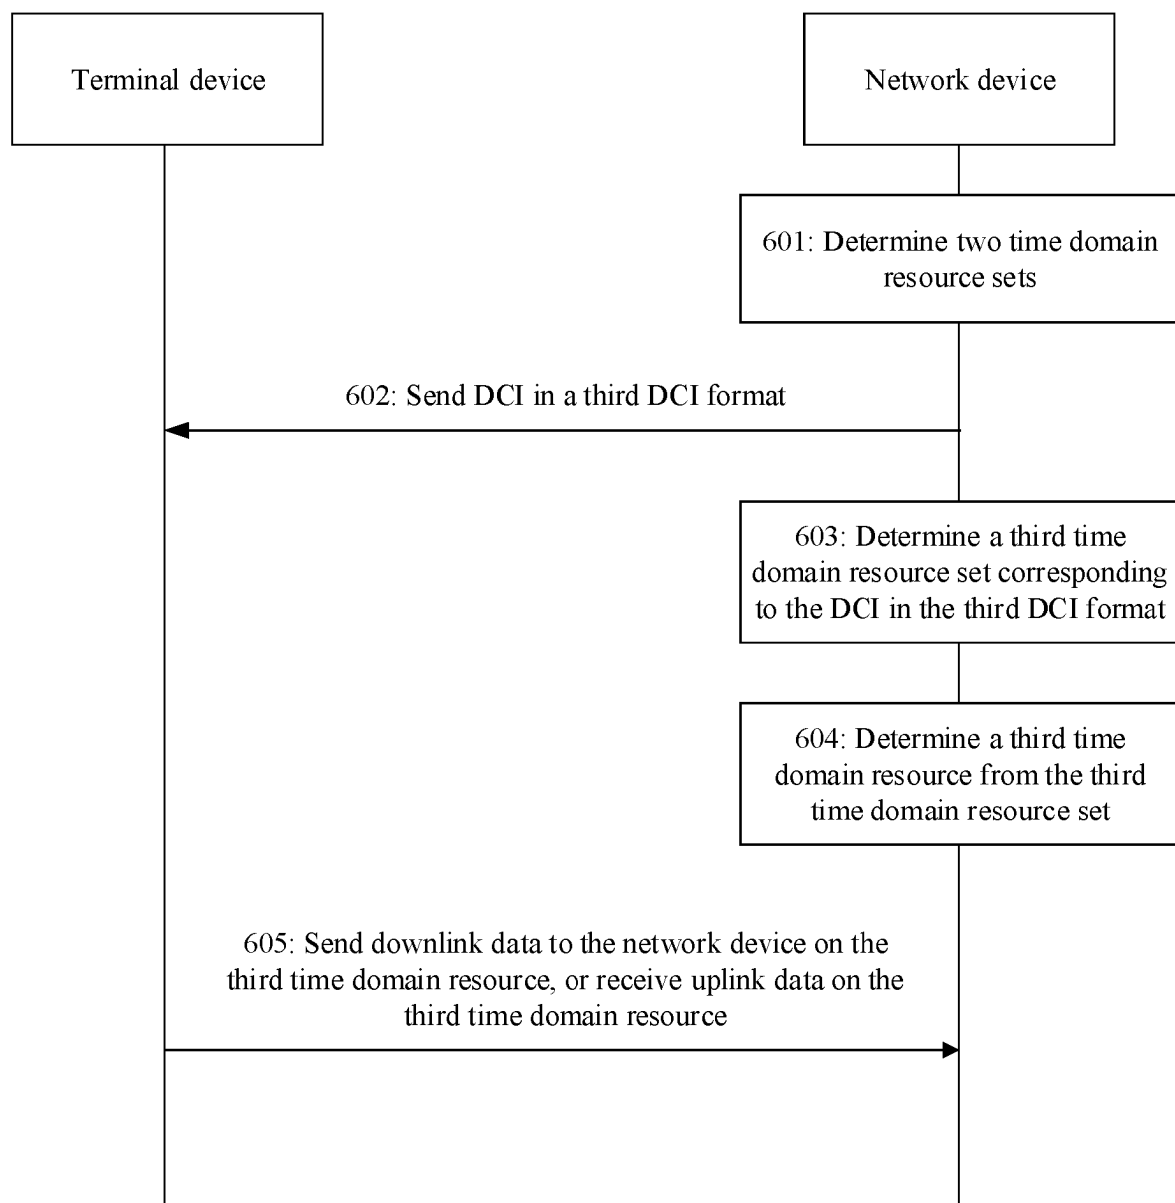 Terminal device
Network device
601: Determine two time domain
resource sets
602: Send DCI in a third DCI format
603: Determine a third time
domain resource set corresponding
to the DCI in the third DCI format
604: Determine a third time
domain resource from the third
time domain resource set
605: Send downlink data to the network device on the
third time domain resource, or receive uplink data on the
third time domain resource